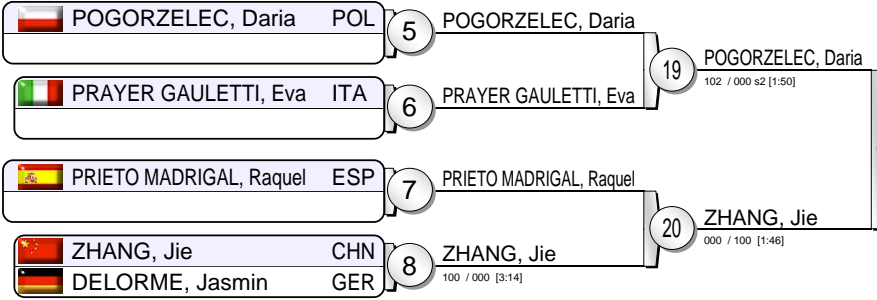 POGORZELEC, Daria POL
5
POGORZELEC, Daria
PRAYER GAULETTI, Eva ITA
6
PRAYER GAULETTI, Eva
19
POGORZELEC, Daria
102 / 000 s2 [1:50]
PRIETO MADRIGAL, Raquel ESP
7
PRIETO MADRIGAL, Raquel
ZHANG, Jie CHN
DELORME, Jasmin GER
8
ZHANG, Jie
100 / 000 [3:14]
20
ZHANG, Jie
000 / 100 [1:46]